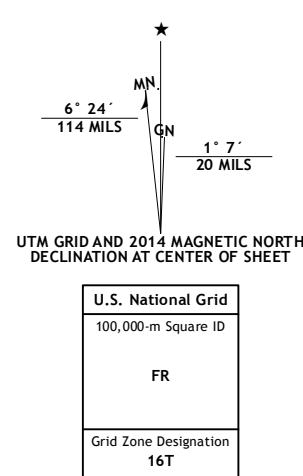 ★
MN
GN
6° 24´
114 MILS
1° 7´
20 MILS
UTM GRID AND 2014 MAGNETIC NORTH
DECLINATION AT CENTER OF SHEET
U.S. National Grid
100,000-m Square ID
FR
Grid Zone Designation
16T